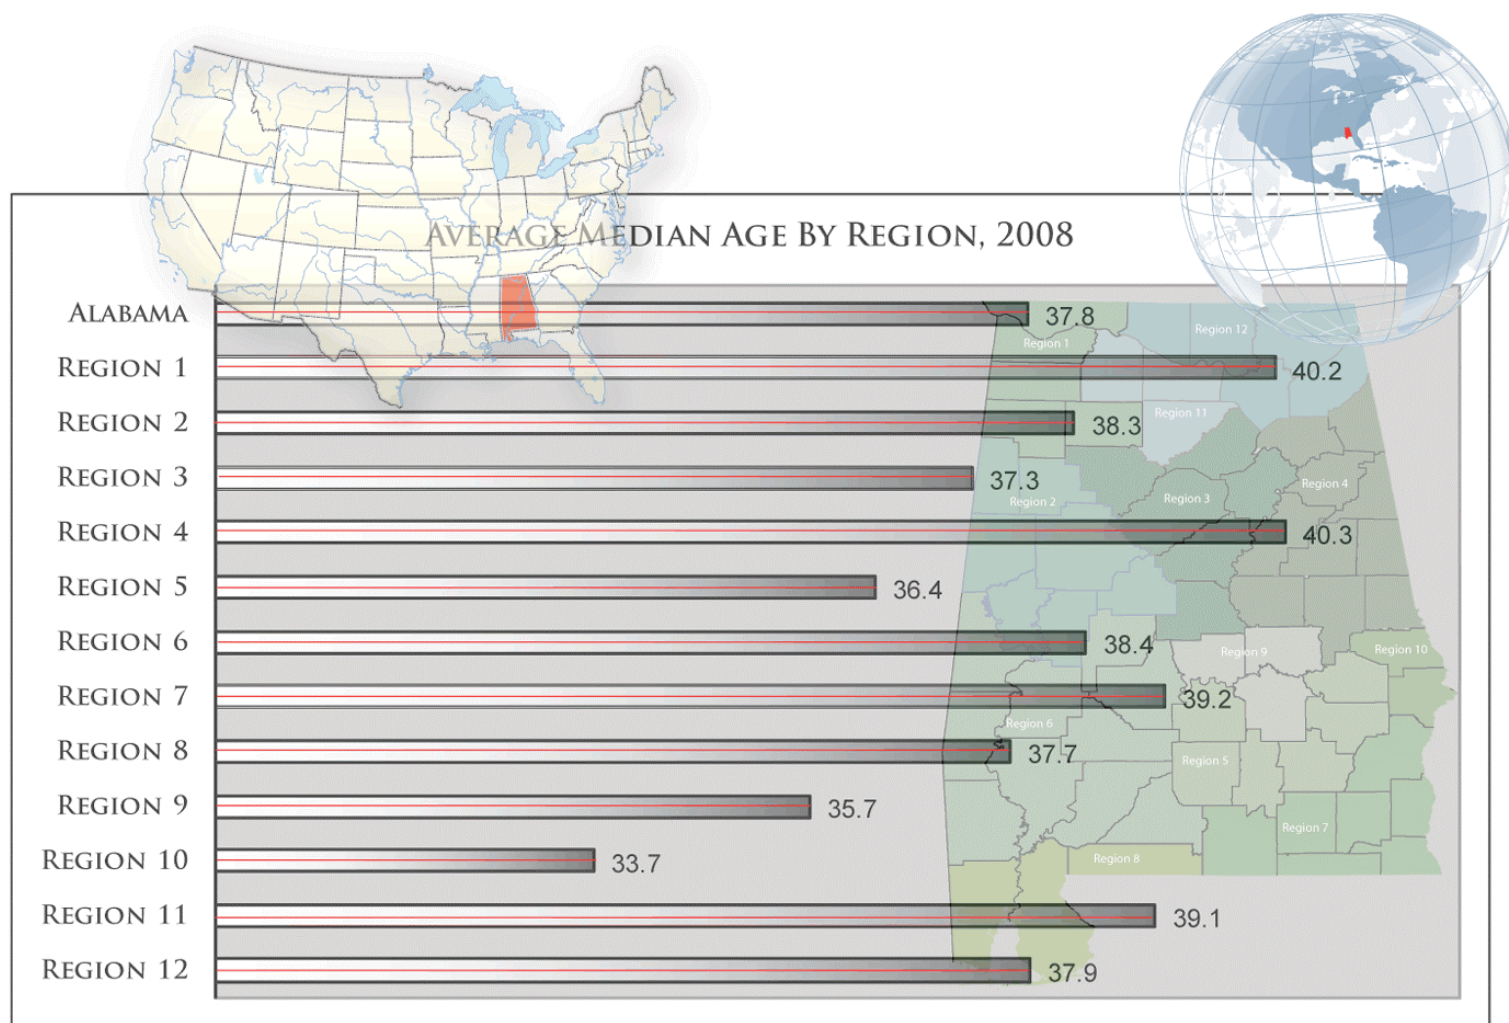 AVERAGE MEDIAN AGE BY REGION, 2008
ALABAMA 37.8
REGION 1 40.2
REGION 2 38.3
REGION 3 37.3
REGION 4 40.3
REGION 5 36.4
REGION 6 38.4
REGION 7 39.2
REGION 8 37.7
REGION 9 35.7
REGION 10 33.7
REGION 11 39.1
REGION 12 37.9
Region 12
Region 1
Region 11
Region 4
Region 3
Region 2
Region 10
Region 9
Region 6
Region 5
Region 7
Region 8